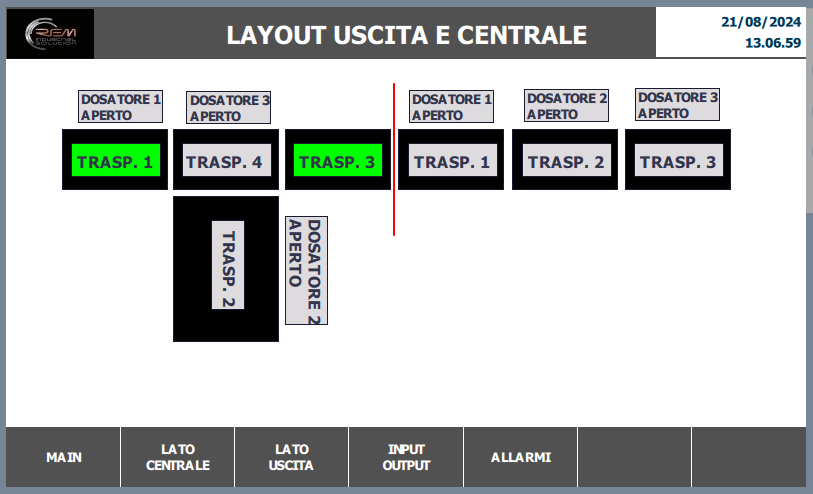 REM
INDUSTRIAL
SOLUTION
LAYOUT USCITA E CENTRALE
21/08/2024
13.06.59
DOSATORE 1
APERTO
DOSATORE 3
APERTO
DOSATORE 1
APERTO
DOSATORE 2
APERTO
DOSATORE 3
APERTO
TRASP. 1
TRASP. 4
TRASP. 3
TRASP. 1
TRASP. 2
TRASP. 3
TRASP. 2
DOSATORE 2
APERTO
MAIN
LATO
CENTRALE
LATO
USCITA
INPUT
OUTPUT
ALLARMI